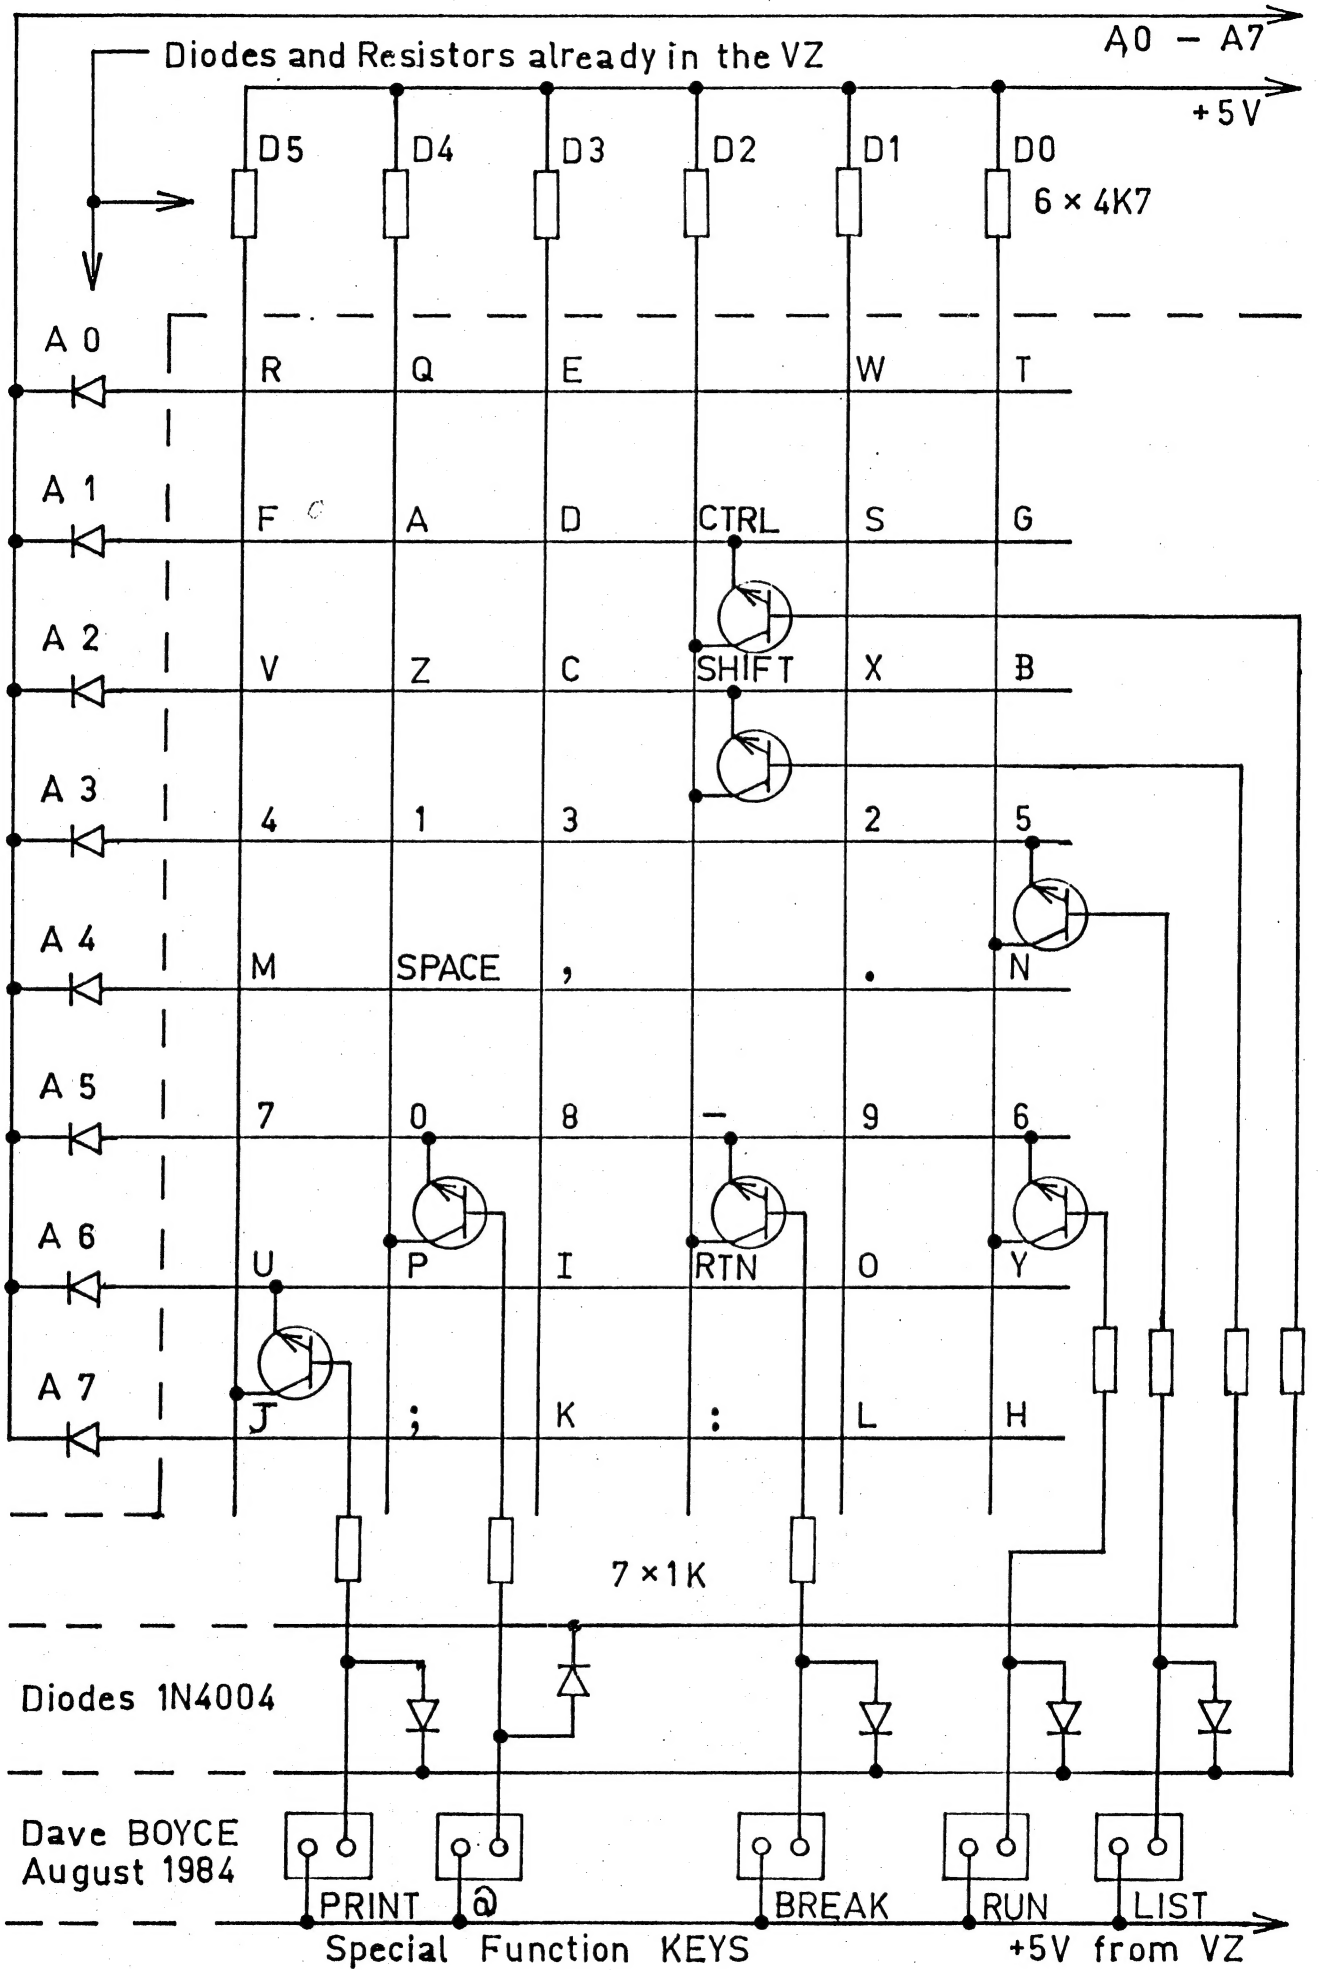 A0 - A7
Diodes and Resistors already in the VZ
+5V
D5 D4 D3 D2 D1 D0
6 × 4K7
A 0
R Q E W T
A 1
F A D CTRL S G
A 2
V Z C SHIFT X B
A 3
4 1 3 2 5
A 4
M SPACE , . N
A 5
7 0 8 - 9 6
A 6
U P I RTN O Y
A 7
J ; K : L H
7 × 1K
Diodes 1N4004
Dave BOYCE
August 1984
PRINT @ BREAK RUN LIST
Special Function KEYS
+5V from VZ